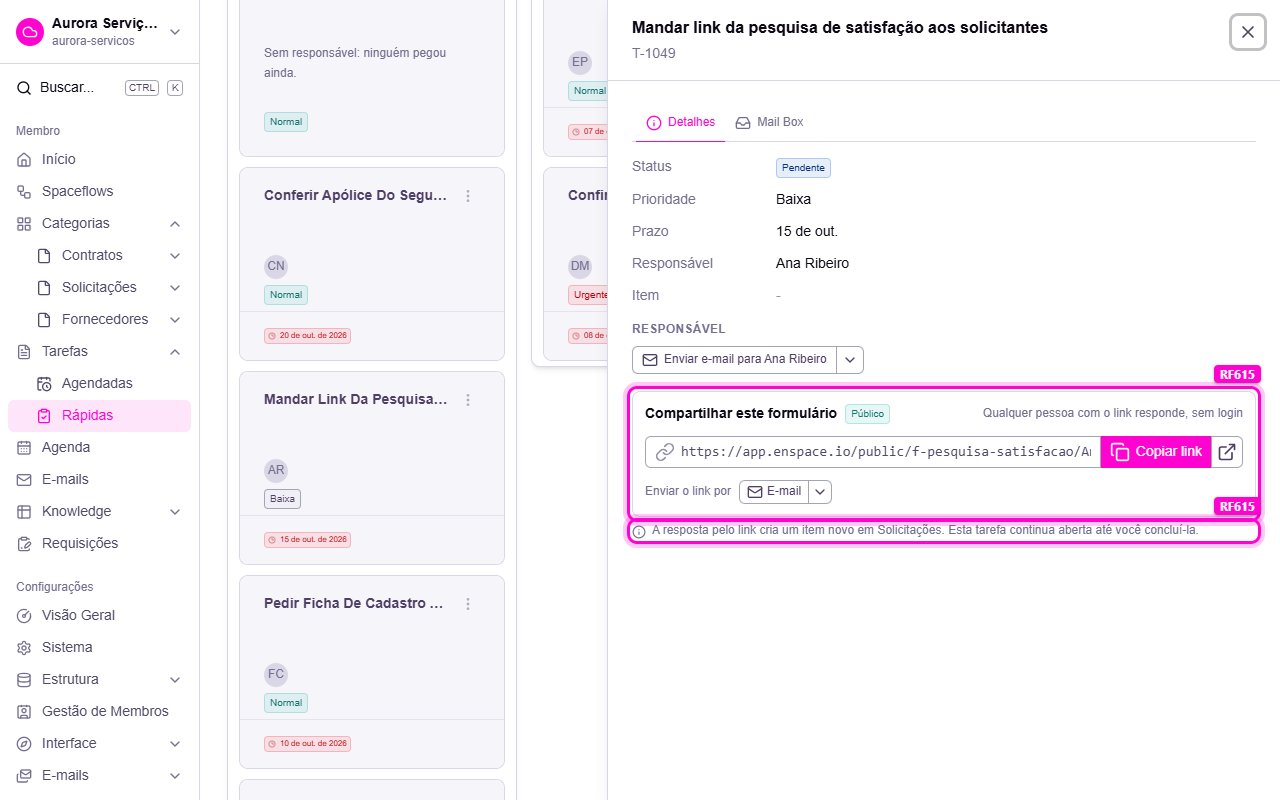 Aurora Serviç...
aurora-servicos
Buscar... CTRL K
Membro
Início
Spaceflows
Categorias
Contratos
Solicitações
Fornecedores
Tarefas
Agendadas
Rápidas
Agenda
E-mails
Knowledge
Requisições
Configurações
Visão Geral
Sistema
Estrutura
Gestão de Membros
Interface
E-mails
Sem responsável: ninguém pegou
ainda.
Normal
Conferir Apólice Do Segu...
CN
Normal
20 de out. de 2026
Mandar Link Da Pesquisa...
AR
Baixa
15 de out. de 2026
Pedir Ficha De Cadastro ...
FC
Normal
10 de out. de 2026
EP
Normal
07 de
Confir
DM
Urgente
08 de
Mandar link da pesquisa de satisfação aos solicitantes
T-1049
Detalhes Mail Box
Status Pendente
Prioridade Baixa
Prazo 15 de out.
Responsável Ana Ribeiro
Item -
RESPONSÁVEL
Enviar e-mail para Ana Ribeiro
RF615
Compartilhar este formulário Público Qualquer pessoa com o link responde, sem login
https://app.enspace.io/public/f-pesquisa-satisfacao/A Copiar link
Enviar o link por E-mail
RF615
A resposta pelo link cria um item novo em Solicitações. Esta tarefa continua aberta até você concluí-la.